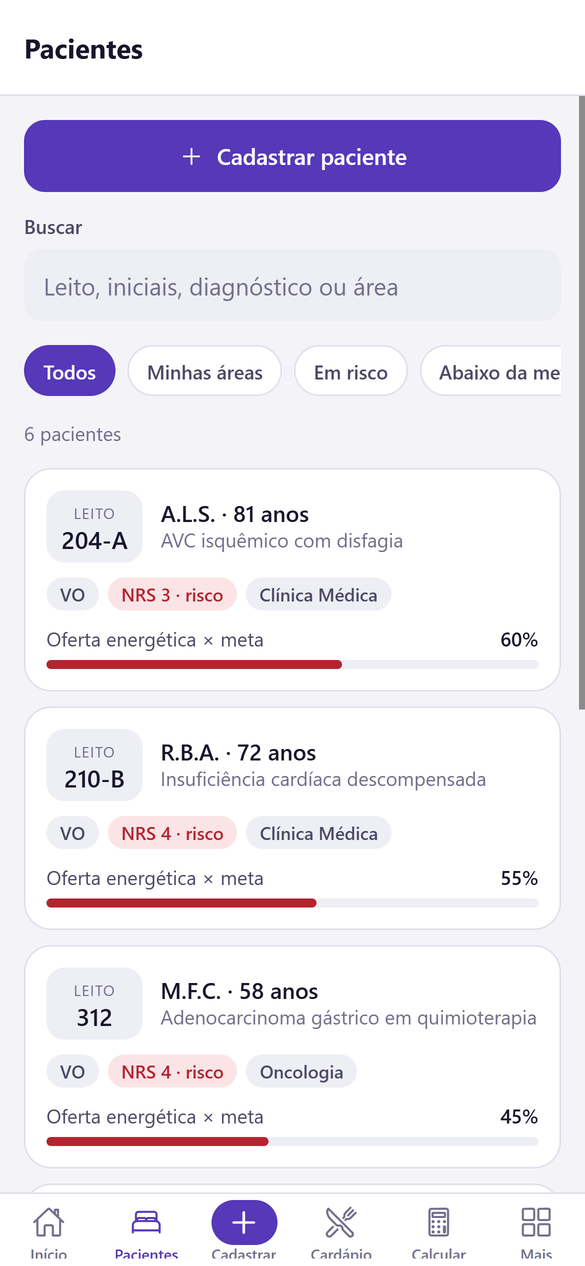 Pacientes
+ Cadastrar paciente
Buscar
Leito, iniciais, diagnóstico ou área
Todos
Minhas áreas
Em risco
Abaixo da me
6 pacientes
LEITO
204-A
A.L.S. · 81 anos
AVC isquêmico com disfagia
VO
NRS 3 · risco
Clínica Médica
Oferta energética × meta
60%
LEITO
210-B
R.B.A. · 72 anos
Insuficiência cardíaca descompensada
VO
NRS 4 · risco
Clínica Médica
Oferta energética × meta
55%
LEITO
312
M.F.C. · 58 anos
Adenocarcinoma gástrico em quimioterapia
VO
NRS 4 · risco
Oncologia
Oferta energética × meta
45%
Início
Pacientes
Cadastrar
Cardápio
Calcular
Mais